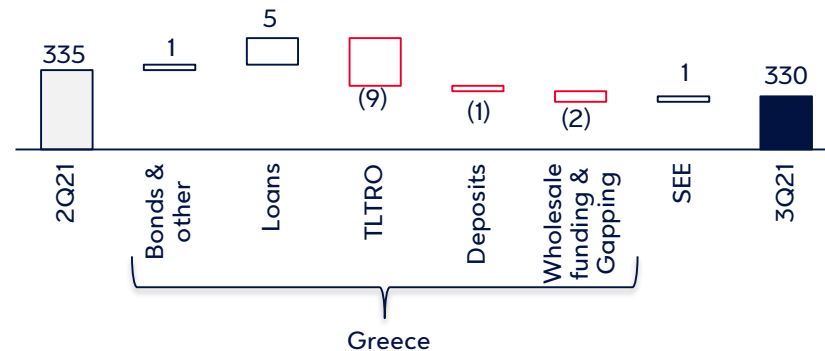 335
1
5
(9)
(1)
(2)
1
330
2Q21
Bonds &
other
Loans
TLTRO
Deposits
Wholesale
funding &
Gapping
SEE
3Q21
Greece